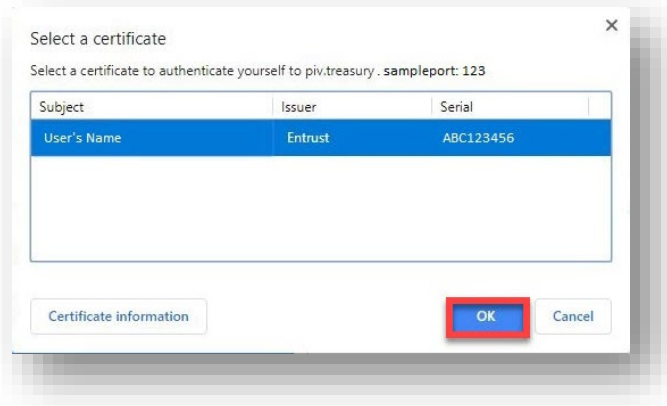 Select a certificate
Select a certificate to authenticate yourself to piv.treasury . sampleport: 123
Subject Issuer Serial
User's Name Entrust ABC123456
Certificate information OK Cancel